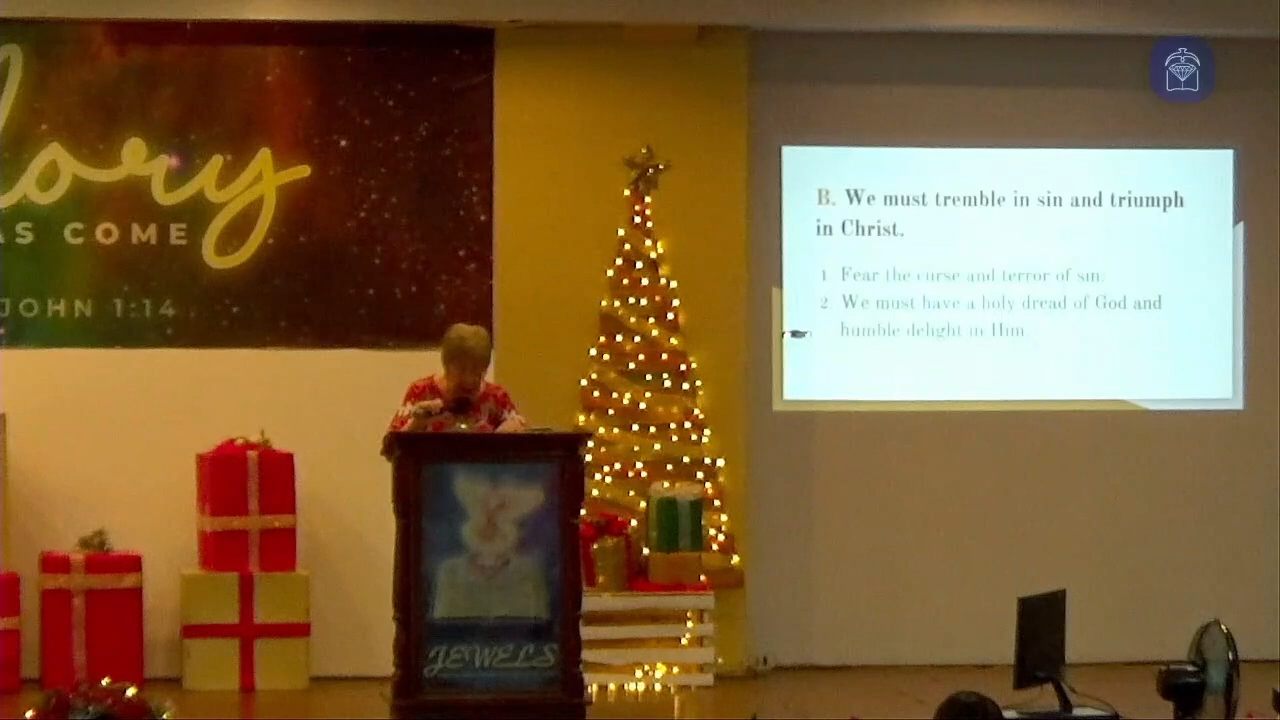 lory
AS COME
JOHN 1:14
B. We must tremble in sin and triumph
in Christ.
1 Fear the curse and terror of sin.
2 We must have a holy dread of God and
humble delight in Him.
JEWELS